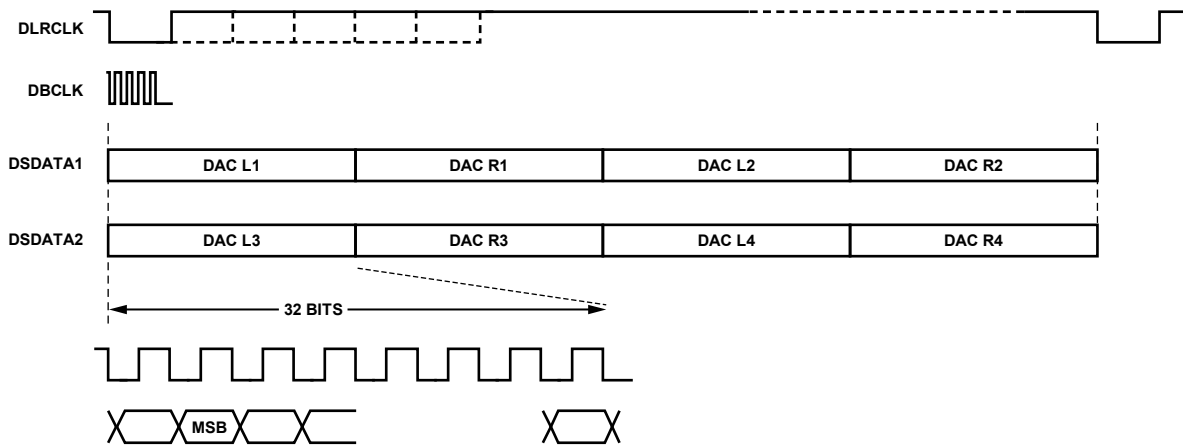 DLRCLK
DBCLK
DSDATA1 DAC L1 DAC R1 DAC L2 DAC R2
DSDATA2 DAC L3 DAC R3 DAC L4 DAC R4
32 BITS
MSB